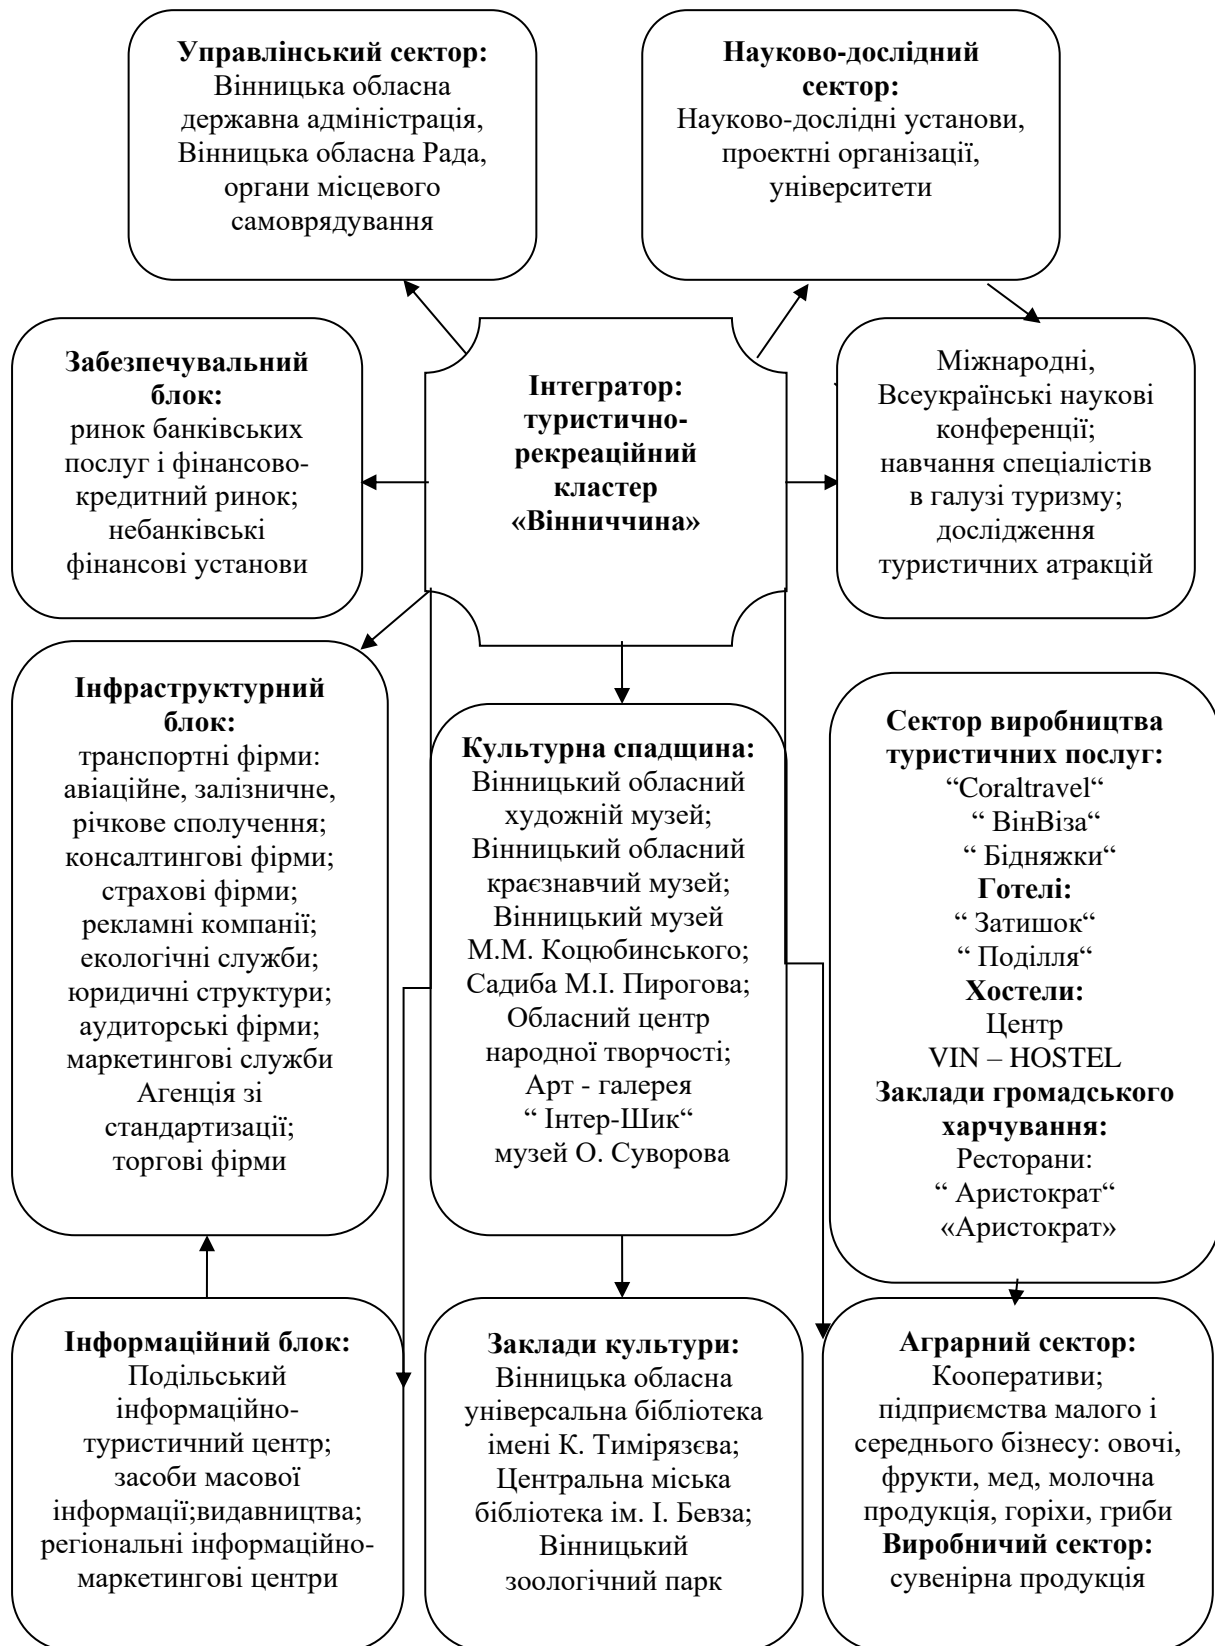 Управлінський сектор:
Вінницька обласна
державна адміністрація,
Вінницька обласна Рада,
органи місцевого
самоврядування
Науково-дослідний
сектор:
Науково-дослідні установи,
проектні організації,
університети
Забезпечувальний
блок:
ринок банківських
послуг і фінансово-
кредитний ринок;
небанківські
фінансові установи
Інтегратор:
туристично-
рекреаційний
кластер
«Вінниччина»
Міжнародні,
Всеукраїнські наукові
конференції;
навчання спеціалістів
в галузі туризму;
дослідження
туристичних атракцій
Інфраструктурний
блок:
транспортні фірми:
авіаційне, залізничне,
річкове сполучення;
консалтингові фірми;
страхові фірми;
рекламні компанії;
екологічні служби;
юридичні структури;
аудиторські фірми;
маркетингові служби
Агенція зі
стандартизації;
торгові фірми
Культурна спадщина:
Вінницький обласний
художній музей;
Вінницький обласний
краєзнавчий музей;
Вінницький музей
М.М. Коцюбинського;
Садиба М.І. Пирогова;
Обласний центр
народної творчості;
Арт - галерея
“ Інтер-Шик“
музей О. Суворова
Сектор виробництва
туристичних послуг:
“Coraltravel“
“ ВінВіза“
“ Бідняжки“
Готелі:
“ Затишок“
“ Поділля“
Хостели:
Центр
VIN – HOSTEL
Заклади громадського
харчування:
Ресторани:
“ Аристократ“
«Аристократ»
Інформаційний блок:
Подільський
інформаційно-
туристичний центр;
засоби масової
інформації;видавництва;
регіональні інформаційно-
маркетингові центри
Заклади культури:
Вінницька обласна
універсальна бібліотека
імені К. Тимірязєва;
Центральна міська
бібліотека ім. І. Бевза;
Вінницький
зоологічний парк
Аграрний сектор:
Кооперативи;
підприємства малого і
середнього бізнесу: овочі,
фрукти, мед, молочна
продукція, горіхи, гриби
Виробничий сектор:
сувенірна продукція